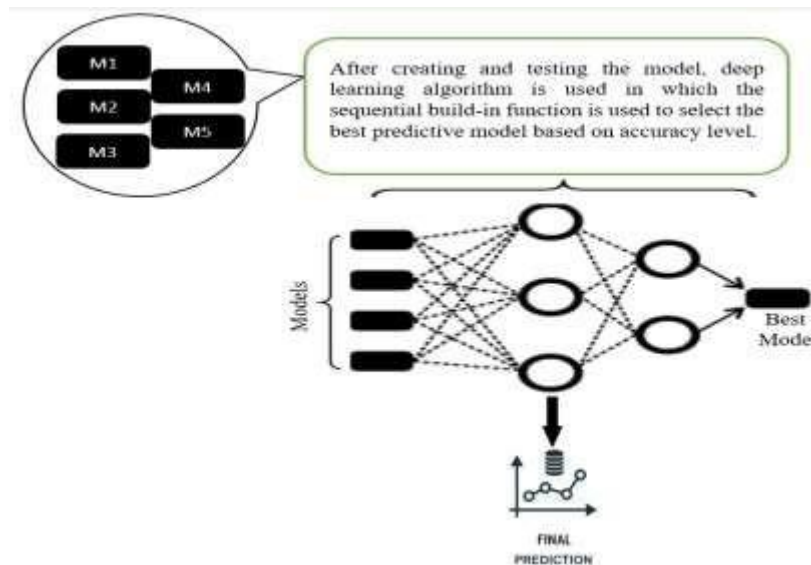 M1
M4
M2
M5
M3
After creating and testing the model, deep
learning algorithm is used in which the
sequential build-in function is used to select the
best predictive model based on accuracy level.
Models
Best
Mode
FINAL
PREDICTION